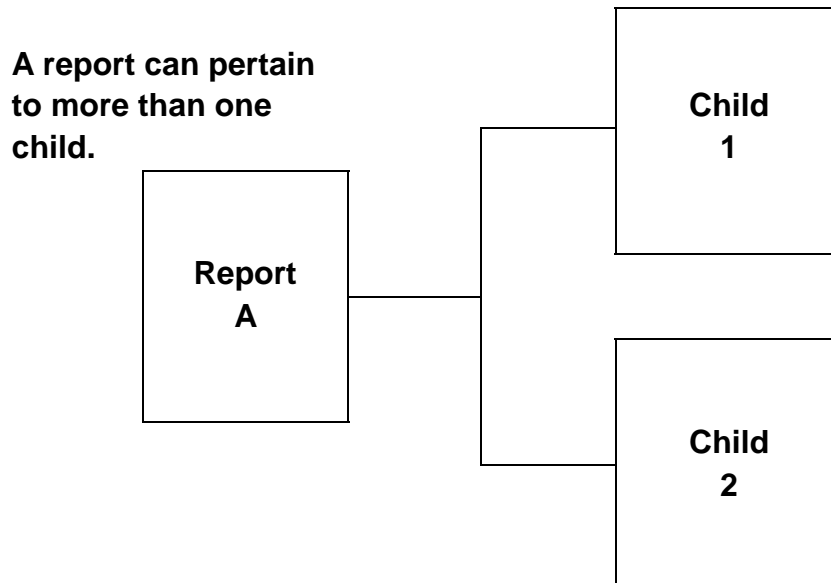 A report can pertain
to more than one
child.
Report
A
Child
1
Child
2